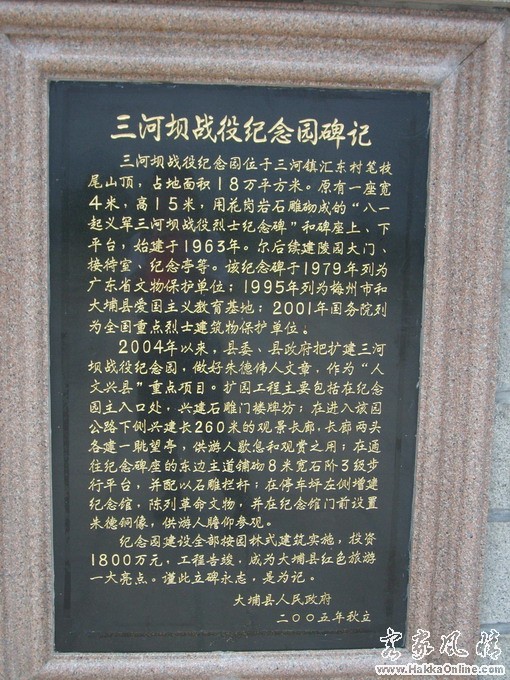 三河坝战役纪念园碑记
三河坝战役纪念园位于三河镇汇东村笔枝
尾山顶，占地面积18万平方米。原有一座宽
4米，高15米，用花岗岩石雕砌成的“八一
起义军三河坝战役烈士纪念碑”和碑座上、下
平台，始建于1963年。尔后续建陵园大门、
接待室、纪念亭等。该纪念碑于1979年列为
广东省文物保护单位；1995年列为梅州市和
大埔县爱国主义教育基地；2001年国务院列
为全国重点烈士建筑物保护单位。
2004年以来，县委、县政府把扩建三河
坝战役纪念园，做好朱德伟人文章，作为“人
文兴县”重点项目。扩园工程主要包括在纪念
园主入口处，兴建石雕门楼牌坊；在进入该园
公路下侧兴建长260米的观景长廊，长廊两头
各建一眺望亭，供游人歇息和观赏之用；在通
往纪念碑座的东边主道铺砌8米宽石阶3级步
行平台，并配以石雕栏杆；在停车坪左侧增建
纪念馆，陈列革命文物，并在纪念馆门前设置
朱德铜像，供游人瞻仰参观。
纪念园建设全部按园林式建筑实施，投资
1800万元，工程告竣，成为大埔县红色旅游
一大亮点。谨此立碑永志，是为记。
大埔县人民政府
二〇〇五年秋立
客家风情
www.HakkaOnline.com